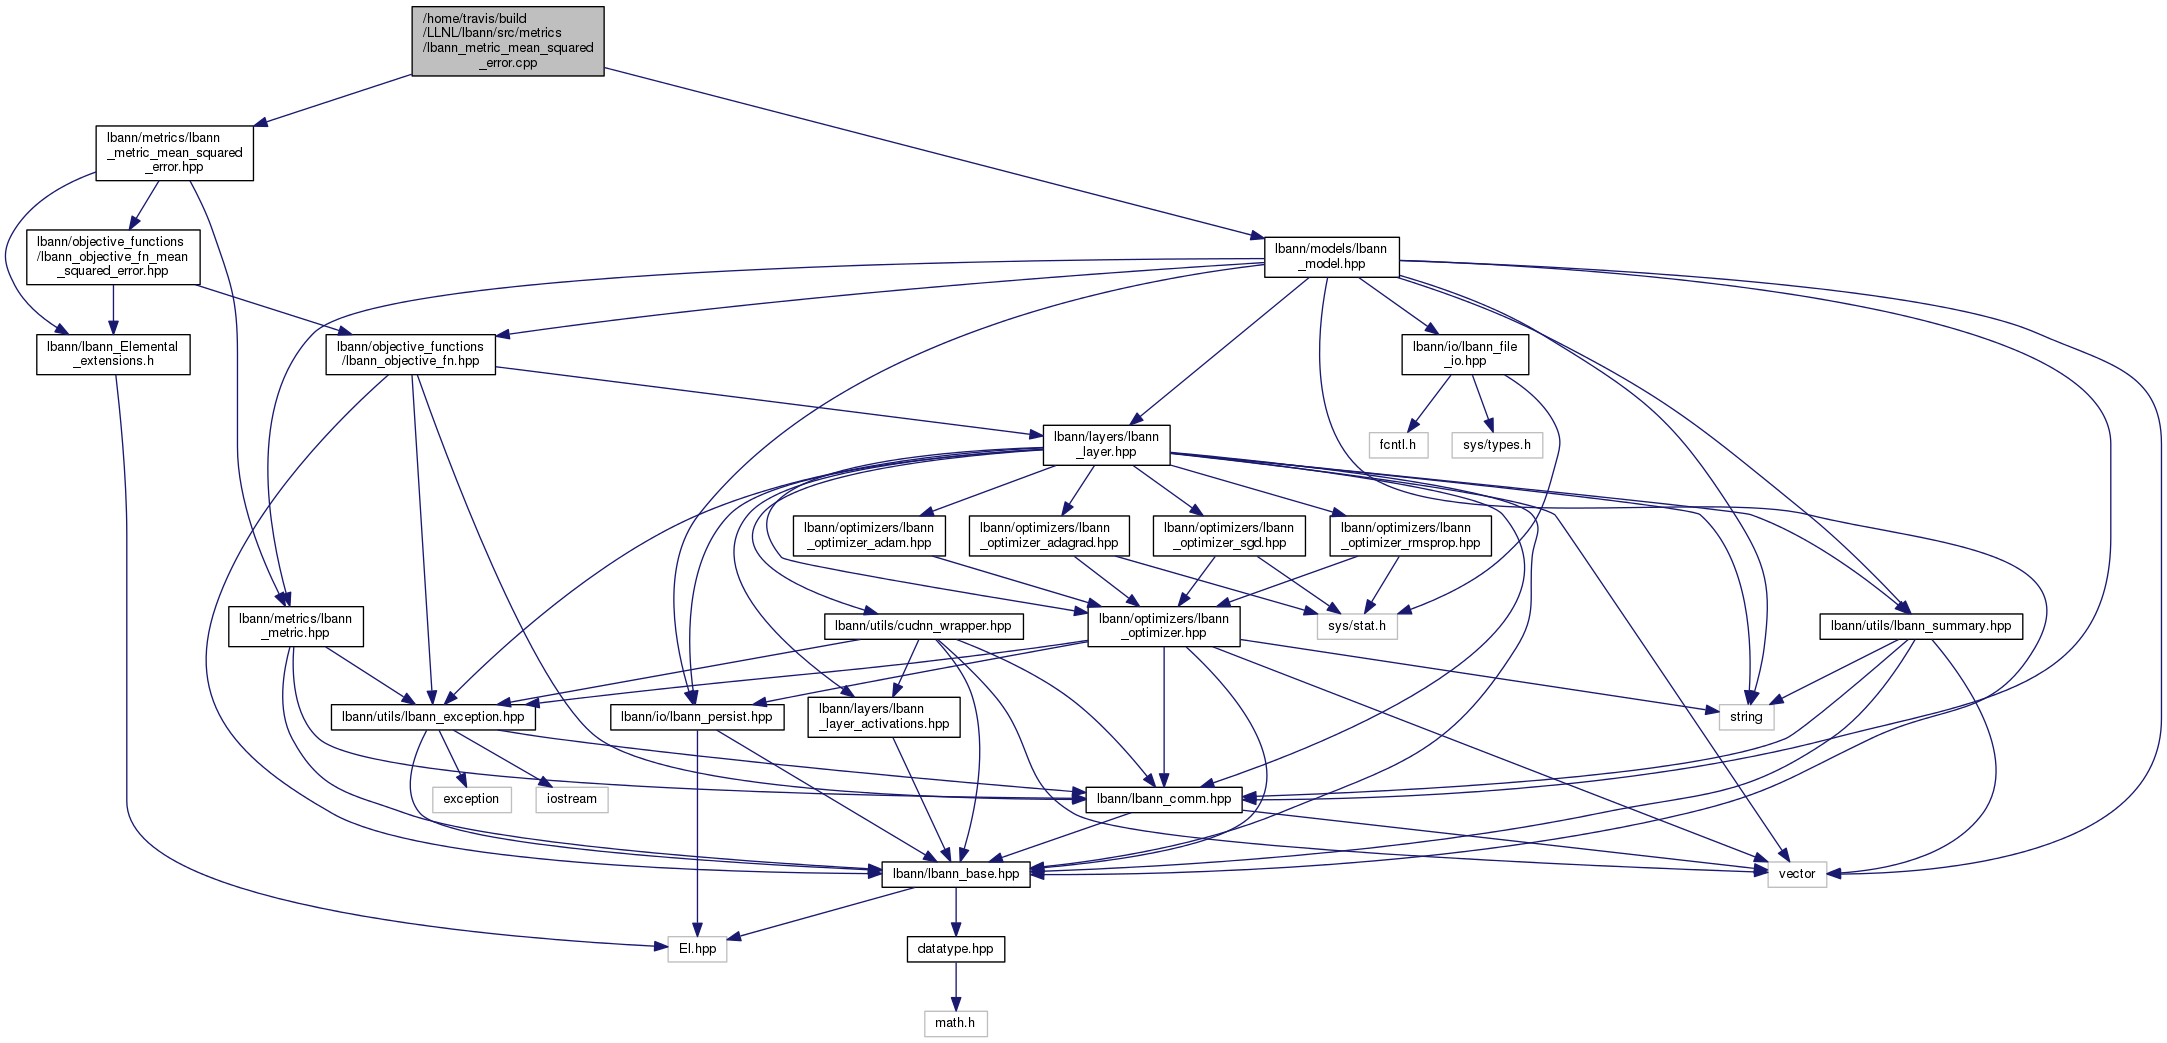 /home/travis/build
/LLNL/lbann/src/metrics
/lbann_metric_mean_squared
_error.cpp
lbann/metrics/lbann
_metric_mean_squared
_error.hpp
lbann/objective_functions
/lbann_objective_fn_mean
_squared_error.hpp
lbann/models/lbann
_model.hpp
lbann/lbann_Elemental
_extensions.h
lbann/objective_functions
/lbann_objective_fn.hpp
lbann/io/lbann_file
_io.hpp
lbann/layers/lbann
_layer.hpp
fcntl.h
sys/types.h
lbann/optimizers/lbann
_optimizer_adam.hpp
lbann/optimizers/lbann
_optimizer_adagrad.hpp
lbann/optimizers/lbann
_optimizer_sgd.hpp
lbann/optimizers/lbann
_optimizer_rmsprop.hpp
lbann/metrics/lbann
_metric.hpp
lbann/utils/cudnn_wrapper.hpp
lbann/optimizers/lbann
_optimizer.hpp
sys/stat.h
lbann/utils/lbann_summary.hpp
lbann/utils/lbann_exception.hpp
lbann/io/lbann_persist.hpp
lbann/layers/lbann
_layer_activations.hpp
string
exception
iostream
lbann/lbann_comm.hpp
lbann/lbann_base.hpp
vector
El.hpp
datatype.hpp
math.h